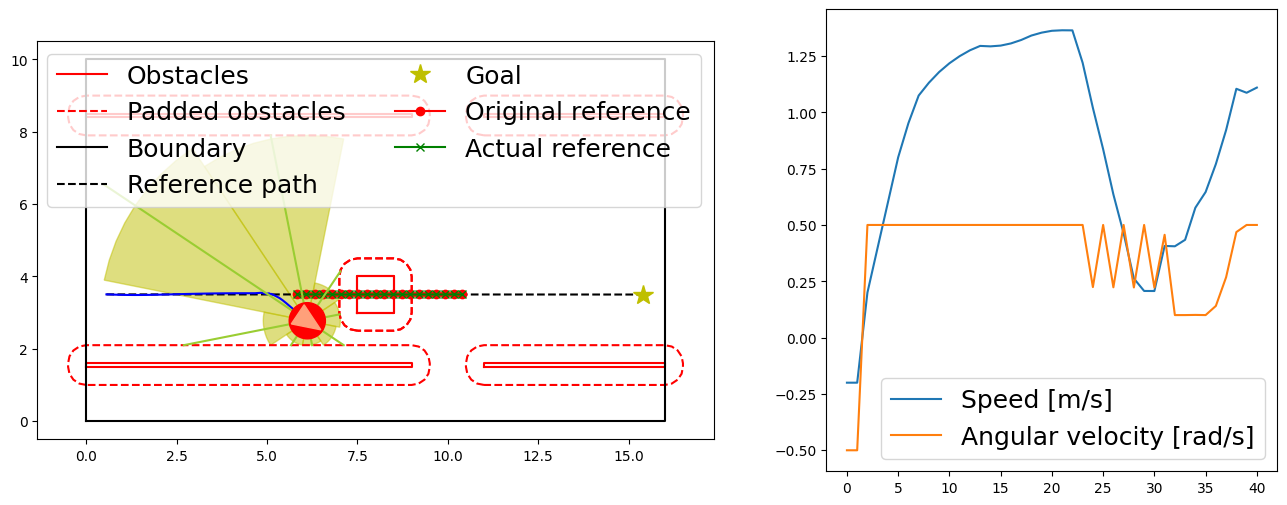 Obstacles
Padded obstacles
Boundary
Reference path
Goal
Original reference
Actual reference
10
8
6
4
2
0
0.0 2.5 5.0 7.5 10.0 12.5 15.0
1.25
1.00
0.75
0.50
0.25
0.00
−0.25
−0.50
Speed [m/s]
Angular velocity [rad/s]
0 5 10 15 20 25 30 35 40